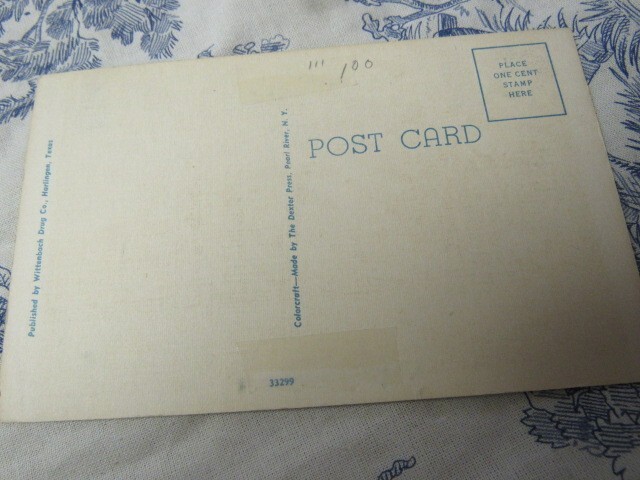 ''' 100
PLACE
ONE CENT
STAMP
HERE
POST CARD
Published by Wittenbach Drug Co., Harlingen, Texas
Colorcraft—Made by The Dexter Press, Pearl River, N. Y.
33299